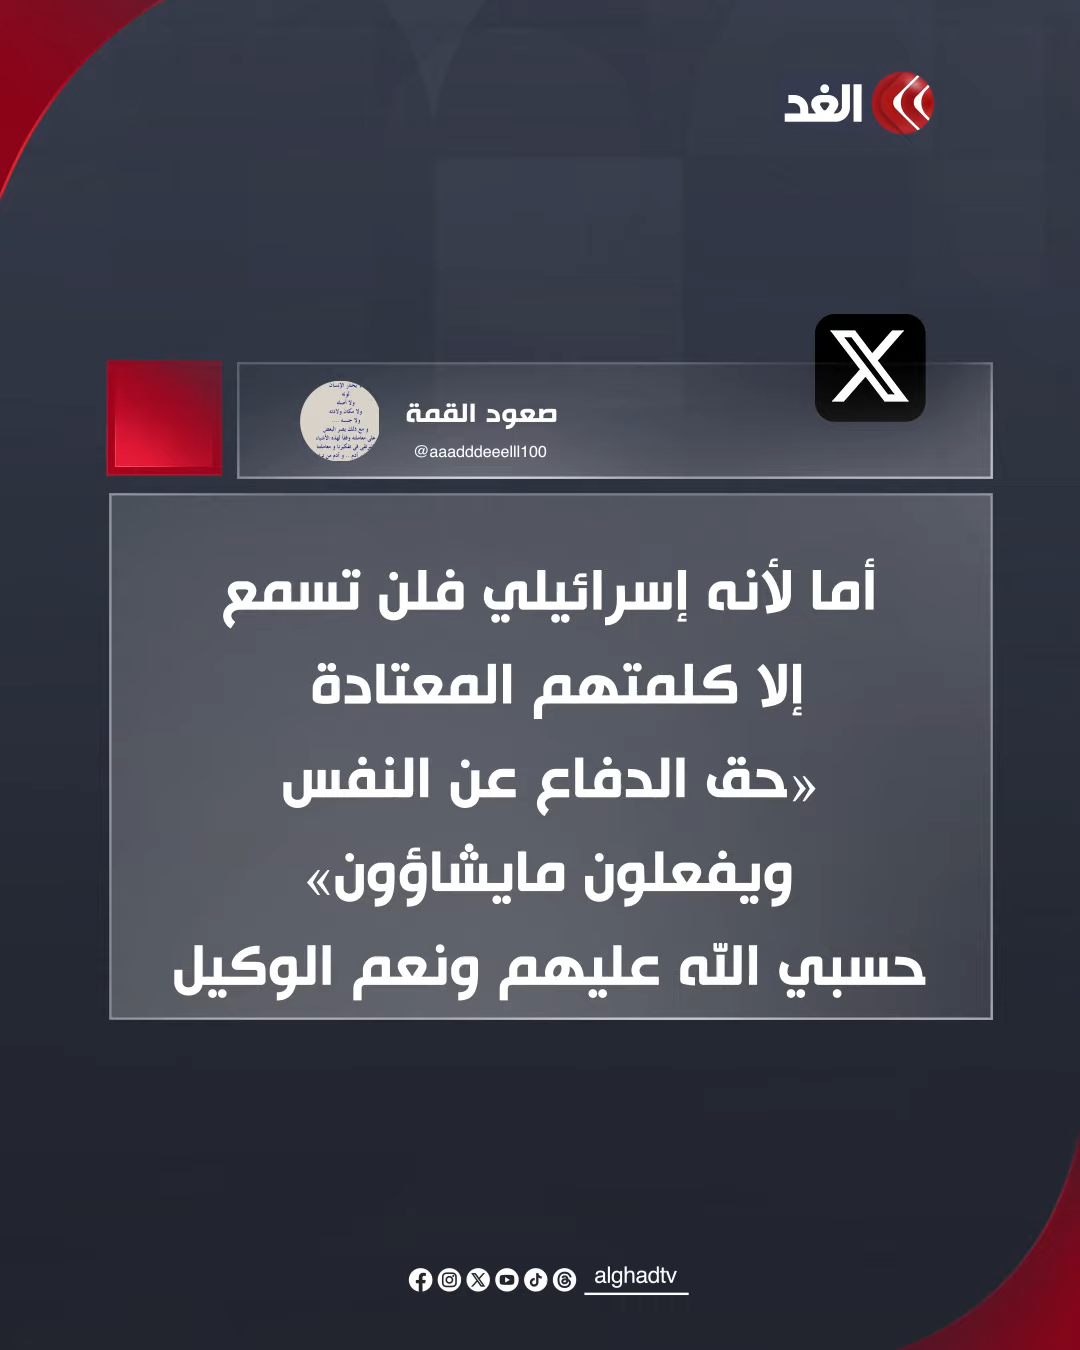 الغد
صعود القمة
@aaadddeeelll100
أما لأنه إسرائيلي فلن تسمع
إلا كلمتهم المعتادة
«حق الدفاع عن النفس
ويفعلون مايشاؤون»
حسبي الله عليهم ونعم الوكيل
alghadtv